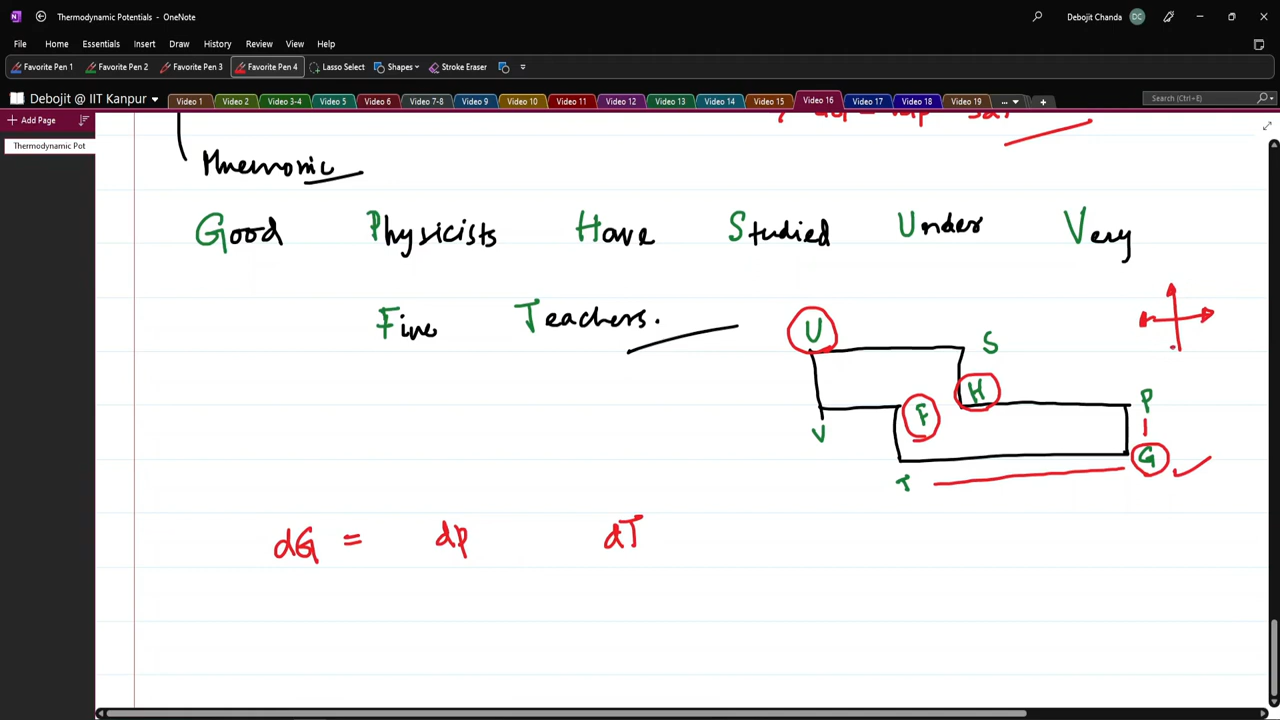 Thermodynamic Potentials - OneNote
Debojit Chanda DC
File Home Essentials Insert Draw History Review View Help
Favorite Pen 1 Favorite Pen 2 Favorite Pen 3 Favorite Pen 4 Lasso Select Shapes Stroke Eraser
Debojit @ IIT Kanpur
Video 1 Video 2 Video 3-4 Video 5 Video 6 Video 7-8 Video 9 Video 10 Video 11 Video 12 Video 13 Video 14 Video 15 Video 16 Video 17 Video 18 Video 19 ...
Search (Ctrl+E)
Add Page
Thermodynamic Pot
Mnemonic
Good Physicists Have Studied Under Very
Fine Teachers.
U S
H P
F V
G
T
dG = dp dT